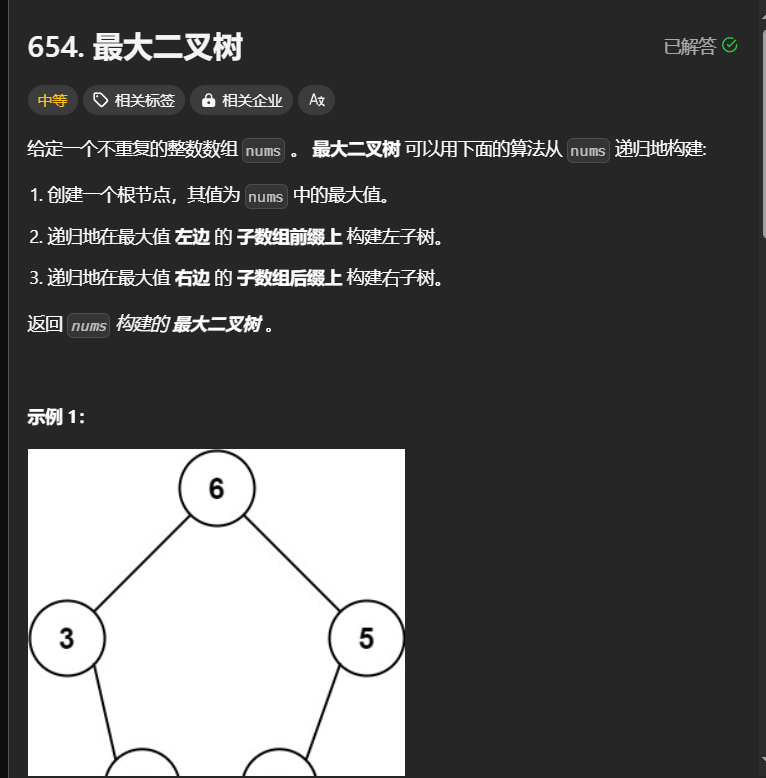 654. 最大二叉树
已解答
中等 相关标签 相关企业 Aあ
给定一个不重复的整数数组 nums 。 最大二叉树 可以用下面的算法从 nums 递归地构建:
1. 创建一个根节点，其值为 nums 中的最大值。
2. 递归地在最大值 左边 的 子数组前缀上 构建左子树。
3. 递归地在最大值 右边 的 子数组后缀上 构建右子树。
返回 nums 构建的 最大二叉树 。
示例 1：
6
3
5